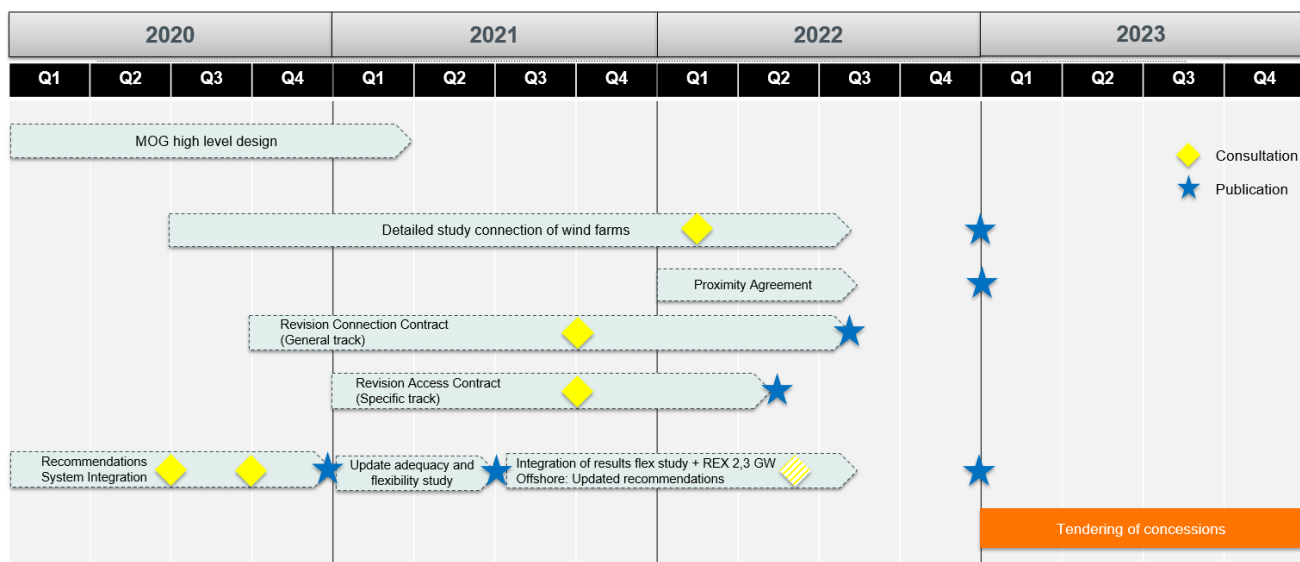 2020 2021 2022 2023
Q1 Q2 Q3 Q4 Q1 Q2 Q3 Q4 Q1 Q2 Q3 Q4 Q1 Q2 Q3 Q4
MOG high level design
Consultation
Publication
Detailed study connection of wind farms
Proximity Agreement
Revision Connection Contract
(General track)
Revision Access Contract
(Specific track)
Recommendations
System Integration
Update adequacy and
flexibility study
Integration of results flex study + REX 2,3 GW
Offshore: Updated recommendations
Tendering of concessions